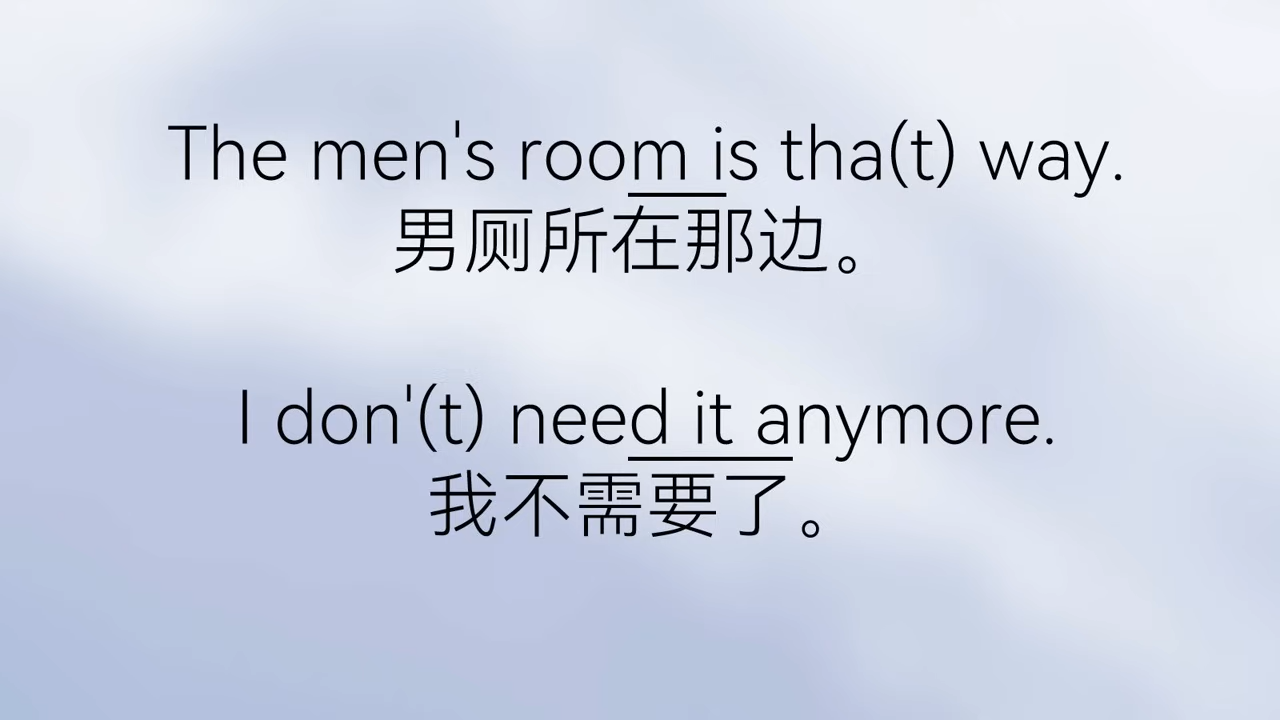 The men's room is tha(t) way.
男厕所在那边。
I don'(t) need it anymore.
我不需要了。